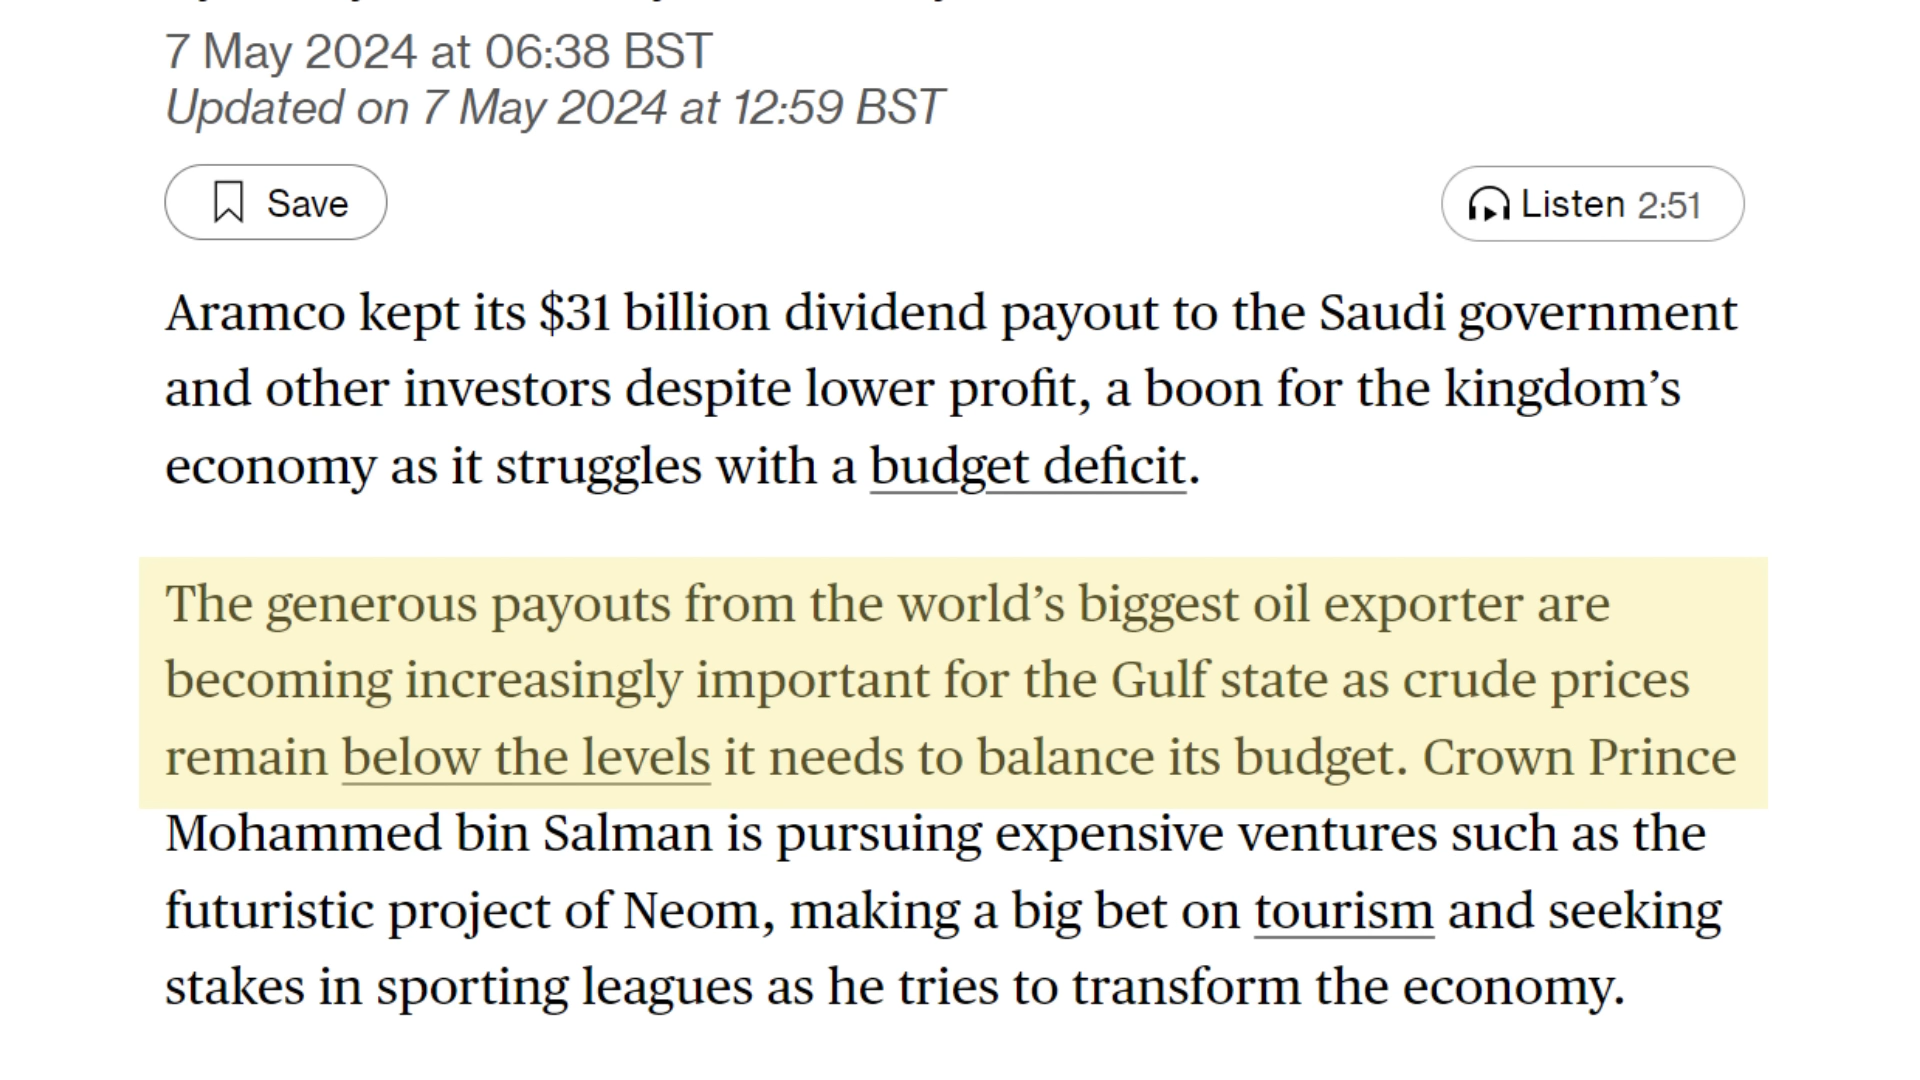 7 May 2024 at 06:38 BST
Updated on 7 May 2024 at 12:59 BST
Save
Listen 2:51
Aramco kept its $31 billion dividend payout to the Saudi government
and other investors despite lower profit, a boon for the kingdom’s
economy as it struggles with a budget deficit.
The generous payouts from the world’s biggest oil exporter are
becoming increasingly important for the Gulf state as crude prices
remain below the levels it needs to balance its budget. Crown Prince
Mohammed bin Salman is pursuing expensive ventures such as the
futuristic project of Neom, making a big bet on tourism and seeking
stakes in sporting leagues as he tries to transform the economy.